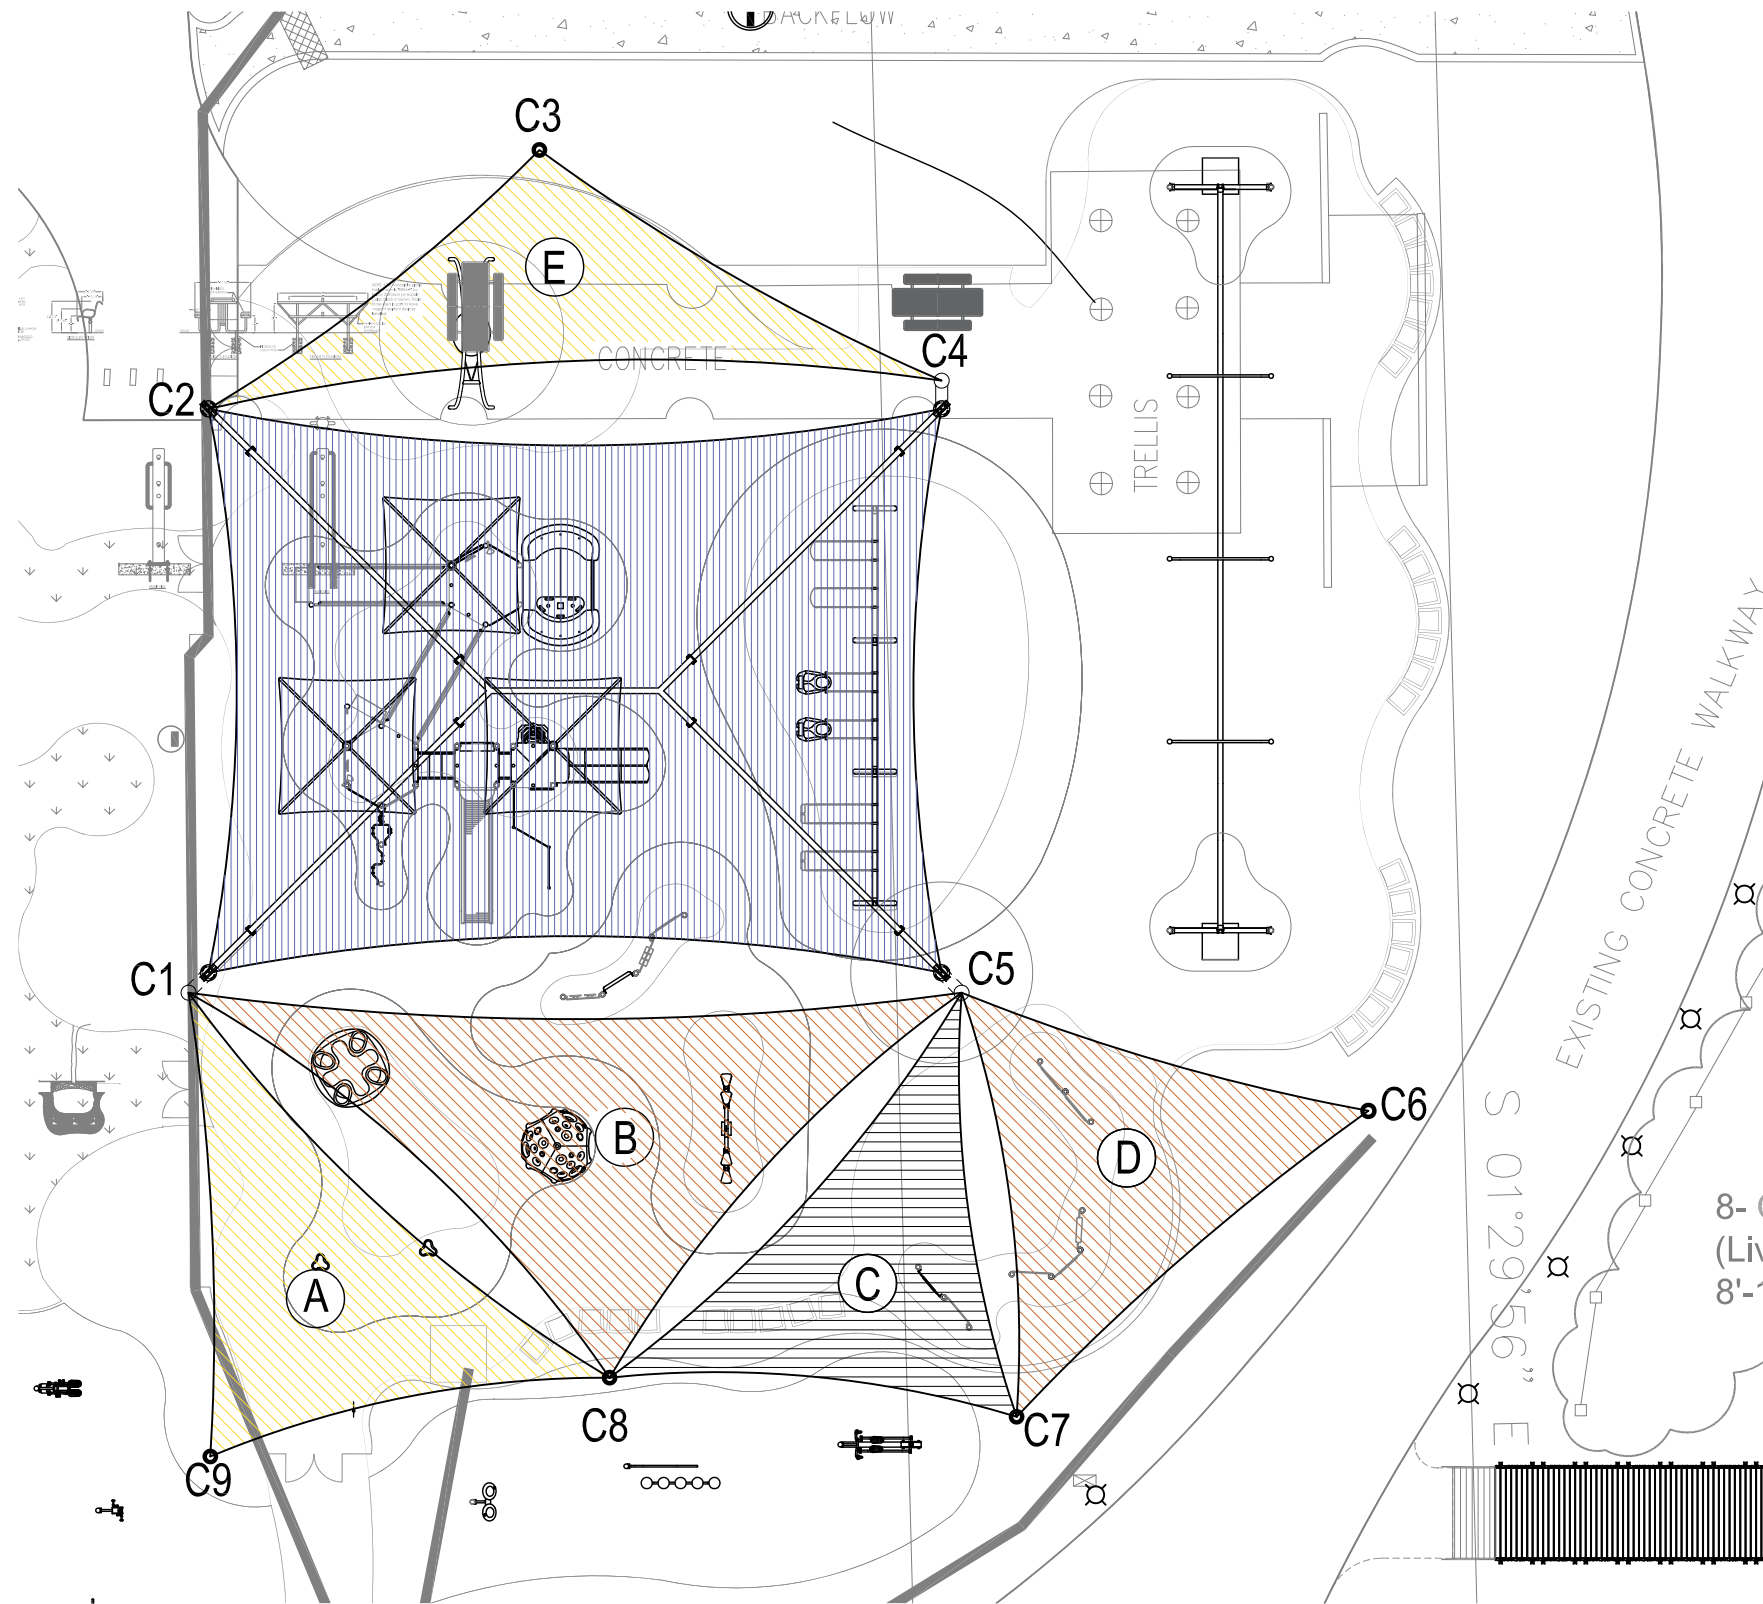 BACKFLOW
C3
E
C4
CONCRETE
C2
TRELLIS
EXISTING CONCRETE WALKWAY
C1
C5
C6
B
D
S 01°29'56" E
8- 
(Liv
8'-
A
C
C8
C7
C9